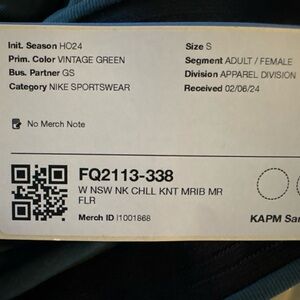 Init. Season HO24
Size S
Prim. Color VINTAGE GREEN
Segment ADULT / FEMALE
Bus. Partner GS
Division APPAREL DIVISION
Category NIKE SPORTSWEAR
Received 02/06/24
No Merch Note
FQ2113-338
W NSW NK CHLL KNT MRIB MR
FLR
Merch ID I1001868
KAPM Sar